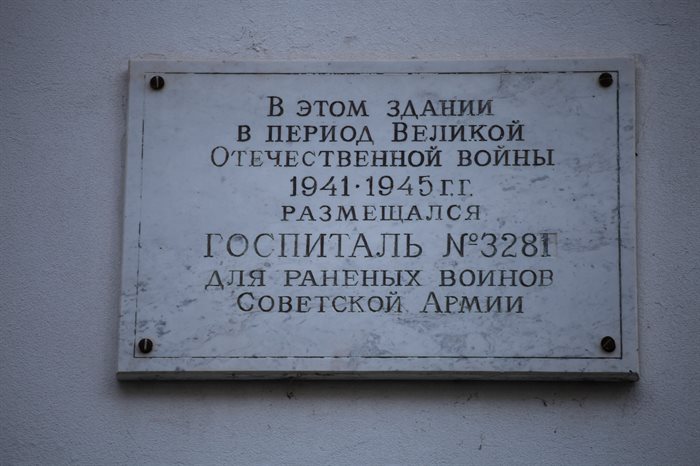 В ЭТОМ ЗДАНИИ
В ПЕРИОД ВЕЛИКОЙ
ОТЕЧЕСТВЕННОЙ ВОЙНЫ
1941·1945 Г.Г.
РАЗМЕЩАЛСЯ
ГОСПИТАЛЬ №3281
ДЛЯ РАНЕНЫХ ВОИНОВ
СОВЕТСКОЙ АРМИИ